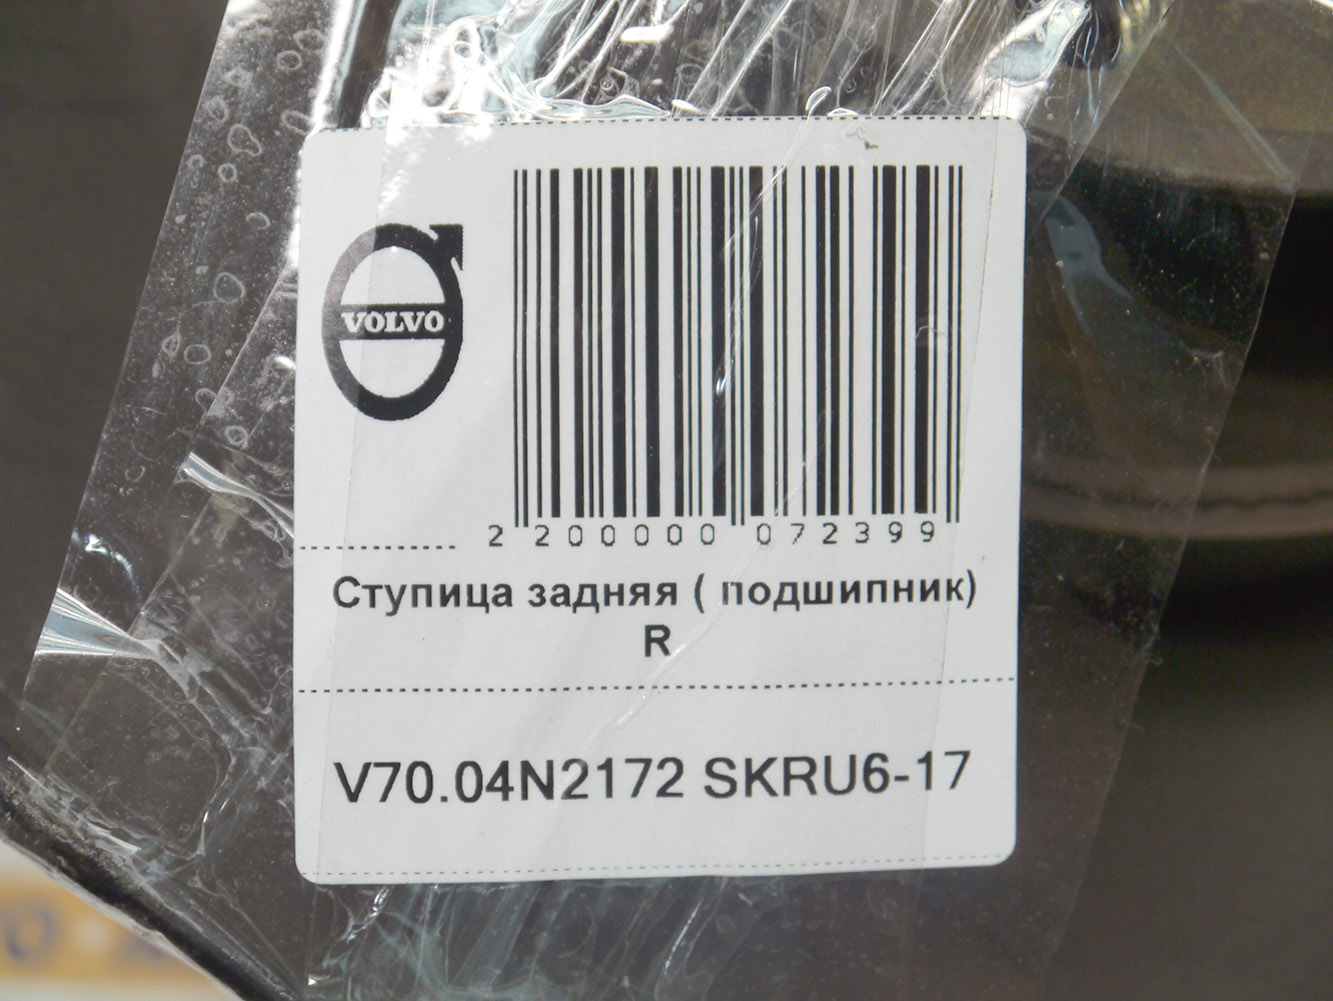 VOLVO
2 200000 072399
Ступица задняя ( подшипник)
R
V70.04N2172 SKRU6-17